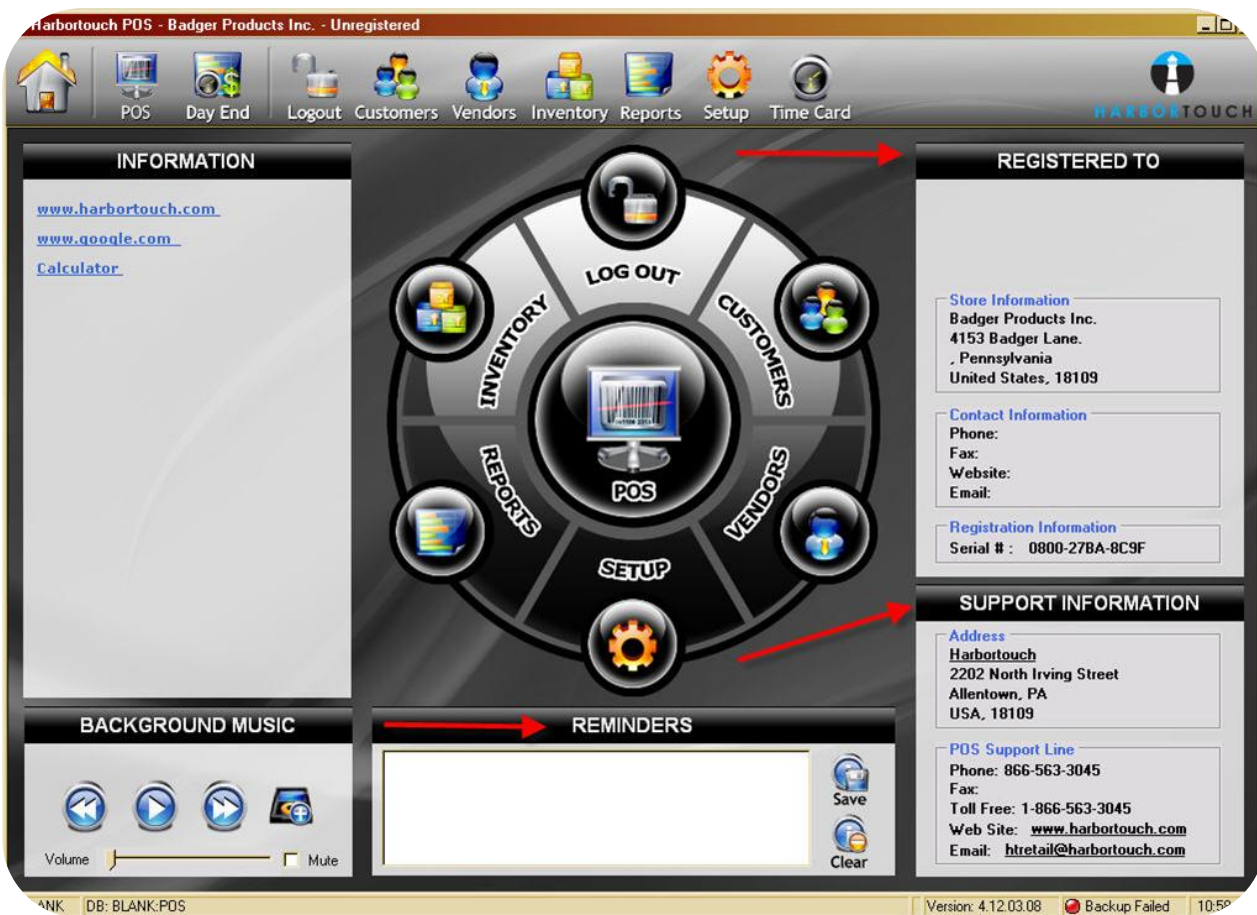 Harbortouch POS - Badger Products Inc. - Unregistered
POS
Day End
Logout
Customers
Vendors
Inventory
Reports
Setup
Time Card
HARBORTOUCH
INFORMATION
www.harbortouch.com
www.google.com
Calculator
LOG OUT
CUSTOMERS
VENDORS
SETUP
REPORTS
INVENTORY
POS
REGISTERED TO
Store Information
Badger Products Inc.
4153 Badger Lane.
, Pennsylvania
United States, 18109
Contact Information
Phone:
Fax:
Website:
Email:
Registration Information
Serial # : 0800-27BA-8C9F
SUPPORT INFORMATION
Address
Harbortouch
2202 North Irving Street
Allentown, PA
USA, 18109
POS Support Line
Phone: 866-563-3045
Fax:
Toll Free: 1-866-563-3045
Web Site: www.harbortouch.com
Email: htretail@harbortouch.com
BACKGROUND MUSIC
Volume
Mute
REMINDERS
Save
Clear
DB: BLANK:POS
Version: 4.12.03.08
Backup Failed